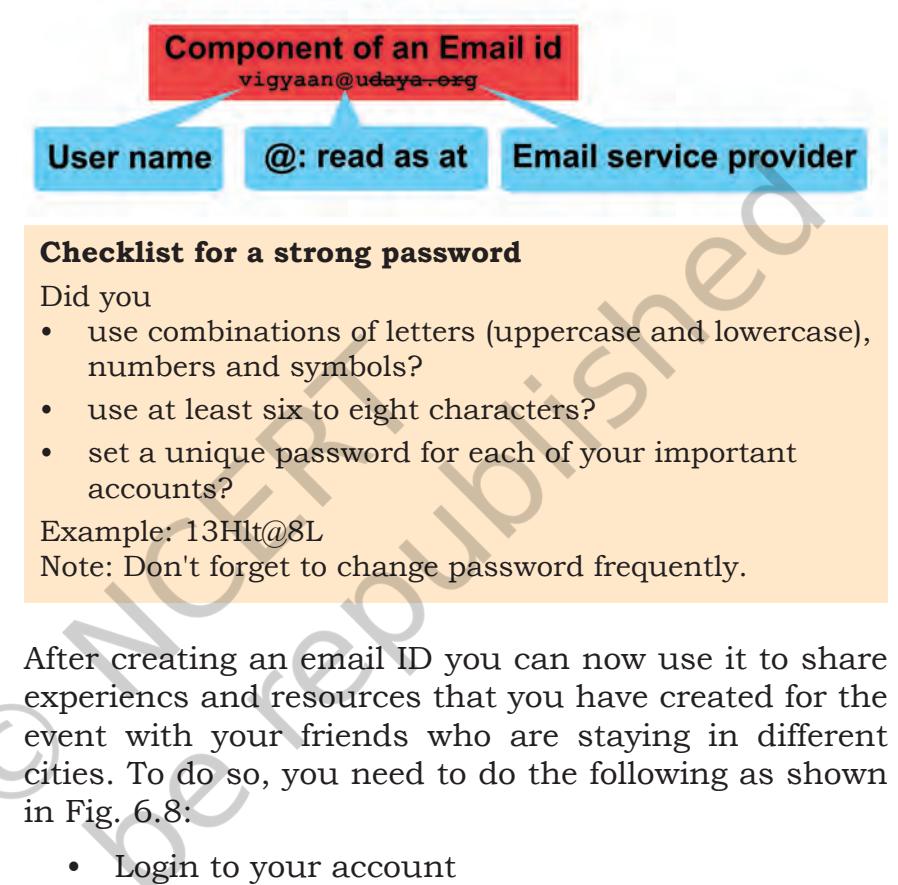 Component of an Email id
vigyaan@udaya.org
User name
@: read as at
Email service provider
Checklist for a strong password
Did you
• use combinations of letters (uppercase and lowercase),
numbers and symbols?
• use at least six to eight characters?
• set a unique password for each of your important
accounts?
Example: 13Hlt@8L
Note: Don't forget to change password frequently.
After creating an email ID you can now use it to share
experiencs and resources that you have created for the
event with your friends who are staying in different
cities. To do so, you need to do the following as shown
in Fig. 6.8:
• Login to your account
© NCERT
be republished